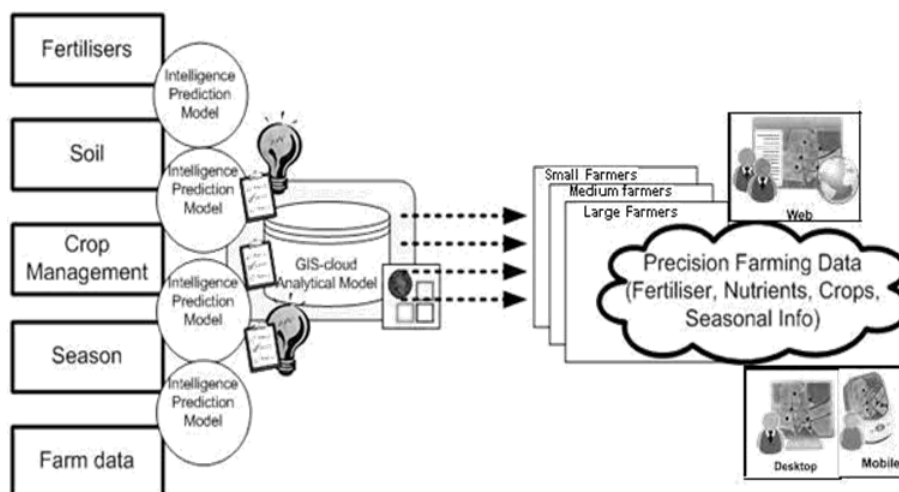 Fertilisers
Intelligence
Prediction
Model
Soil
Intelligence
Prediction
Model
Crop
Management
Intelligence
Prediction
Model
Season
Intelligence
Prediction
Model
Farm data
GIS-cloud
Analytical Model
Small Farmers
Medium farmers
Large Farmers
Web
Precision Farming Data
(Fertiliser, Nutrients, Crops,
Seasonal Info)
Desktop
Mobile